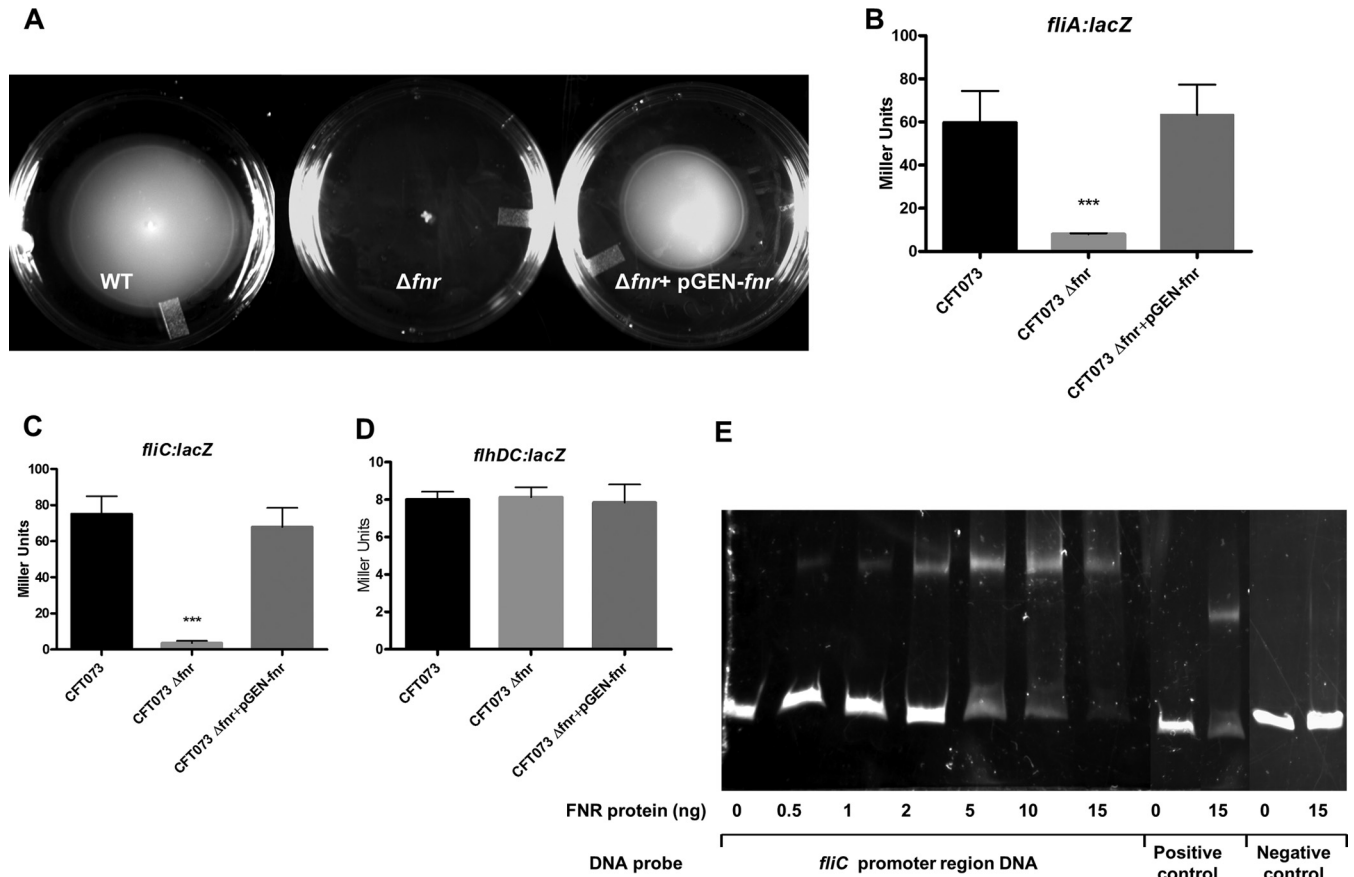 A
WT
Δfnr
Δfnr+ pGEN-fnr
B
fliA:lacZ
Miller Units
100
80
60
40
20
0
***
CFT073
CFT073 Δfnr
CFT073 Δfnr+pGEN-fnr
C
fliC:lacZ
Miller Units
100
80
60
40
20
0
***
CFT073
CFT073 Δfnr
CFT073 Δfnr+pGEN-fnr
D
flhDC:lacZ
Miller Units
10
8
6
4
2
0
CFT073
CFT073 Δfnr
CFT073 Δfnr+pGEN-fnr
E
FNR protein (ng) 0 0.5 1 2 5 10 15 0 15 0 15
DNA probe fliC promoter region DNA
Positive
control
Negative
control